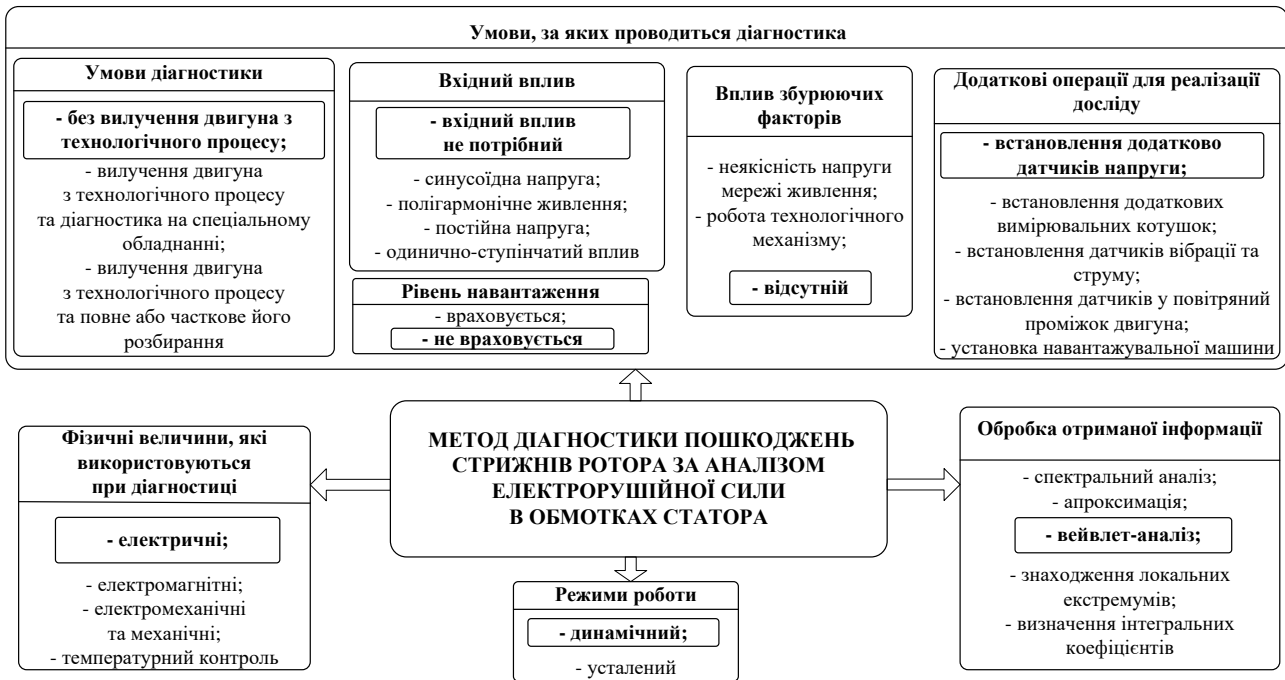 Умови, за яких проводиться діагностика
Умови діагностики
- без вилучення двигуна з
технологічного процесу;
- вилучення двигуна
з технологічного процесу
та діагностика на спеціальному
обладнанні;
- вилучення двигуна
з технологічного процесу
та повне або часткове його
розбирання
Вхідний вплив
- вхідний вплив
не потрібний
- синусоїдна напруга;
- полігармонічне живлення;
- постійна напруга;
- одинично-ступінчатий вплив
Рівень навантаження
- враховується;
- не враховується
Вплив збурюючих
факторів
- неякісність напруги
мережі живлення;
- робота технологічного
механізму;
- відсутній
Додаткові операції для реалізації
досліду
- встановлення додатково
датчиків напруги;
- встановлення додаткових
вимірювальних котушок;
- встановлення датчиків вібрації та
струму;
- встановлення датчиків у повітряний
проміжок двигуна;
- установка навантажувальної машини
Фізичні величини, які
використовуються
при діагностиці
- електричні;
- електромагнітні;
- електромеханічні
та механічні;
- температурний контроль
МЕТОД ДІАГНОСТИКИ ПОШКОДЖЕНЬ
СТРИЖНІВ РОТОРА ЗА АНАЛІЗОМ
ЕЛЕКТРОРУШІЙНОЇ СИЛИ
В ОБМОТКАХ СТАТОРА
Режими роботи
- динамічний;
- усталений
Обробка отриманої інформації
- спектральний аналіз;
- апроксимація;
- вейвлет-аналіз;
- знаходження локальних
екстремумів;
- визначення інтегральних
коефіцієнтів